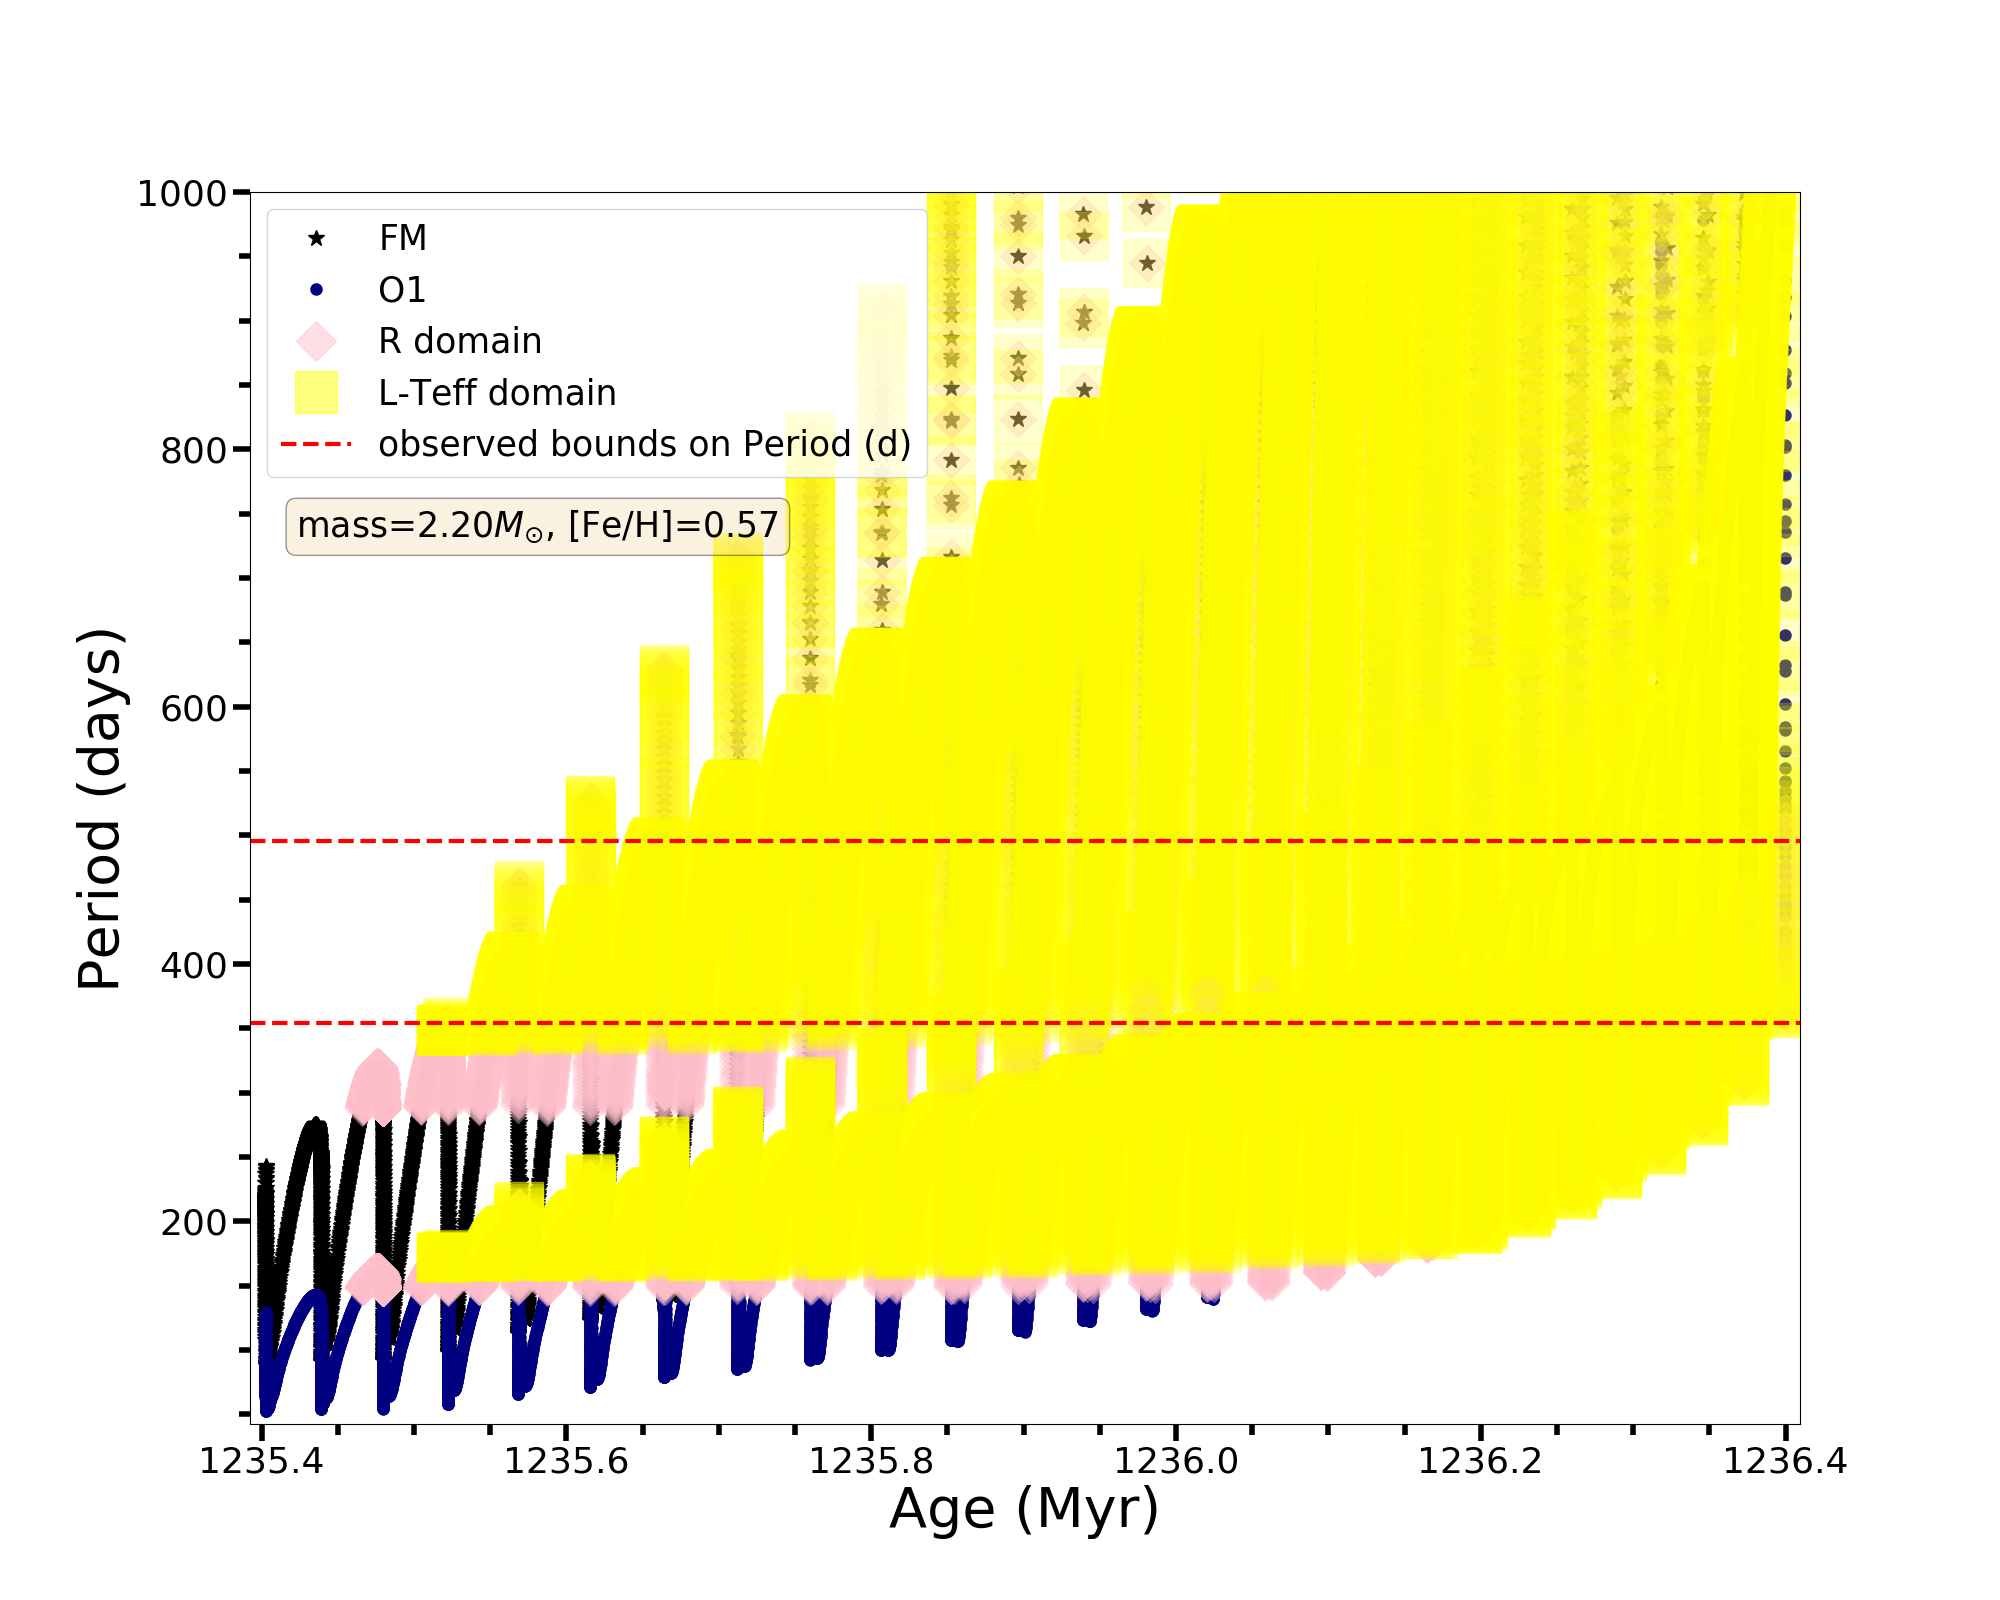 1000
800
600
400
200
Period (days)
FM
O1
R domain
L-Teff domain
observed bounds on Period (d)
mass=2.20M⊙, [Fe/H]=0.57
1235.4 1235.6 1235.8 1236.0 1236.2 1236.4
Age (Myr)